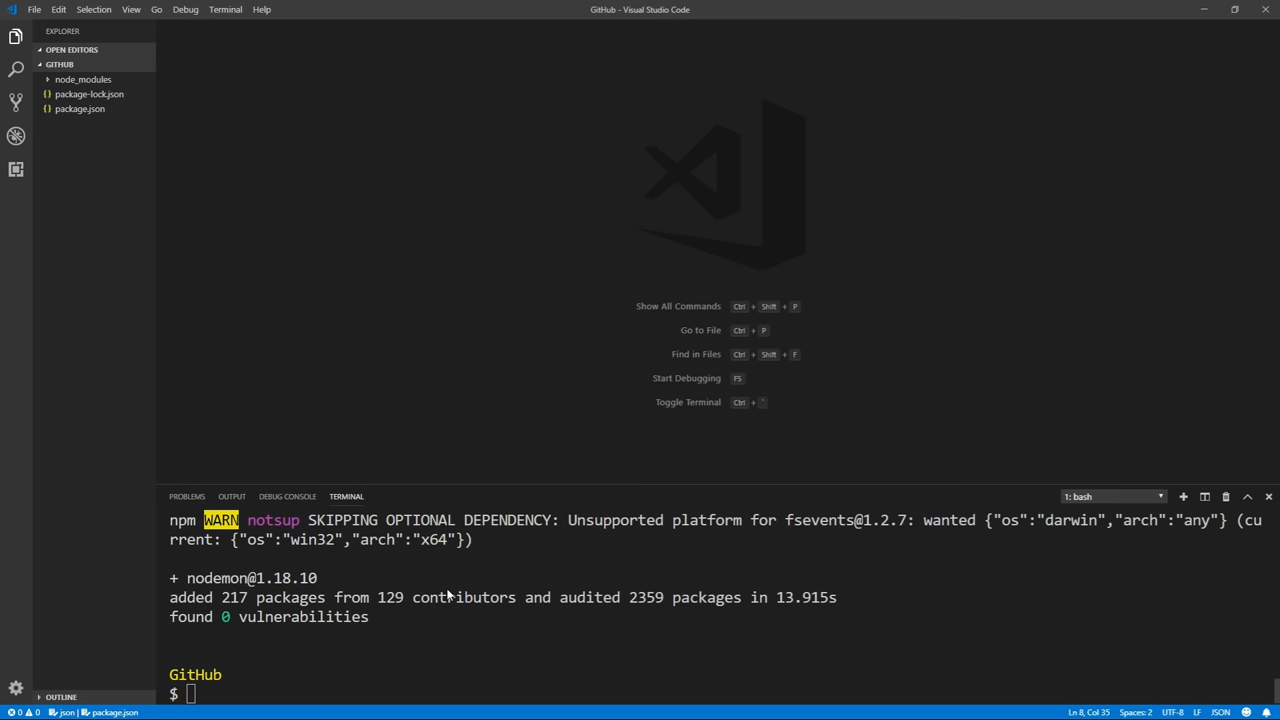 File Edit Selection View Go Debug Terminal Help
GitHub - Visual Studio Code
EXPLORER
OPEN EDITORS
GITHUB
node_modules
{} package-lock.json
{} package.json
Show All Commands Ctrl + Shift + P
Go to File Ctrl + P
Find in Files Ctrl + Shift + F
Start Debugging F5
Toggle Terminal Ctrl + `
PROBLEMS OUTPUT DEBUG CONSOLE TERMINAL
1: bash
npm WARN notsup SKIPPING OPTIONAL DEPENDENCY: Unsupported platform for fsevents@1.2.7: wanted {"os":"darwin","arch":"any"} (cu
rrent: {"os":"win32","arch":"x64"})
+ nodemon@1.18.10
added 217 packages from 129 contributors and audited 2359 packages in 13.915s
found 0 vulnerabilities
GitHub
$
OUTLINE
0 0 json | package.json
Ln 8, Col 35 Spaces: 2 UTF-8 LF JSON